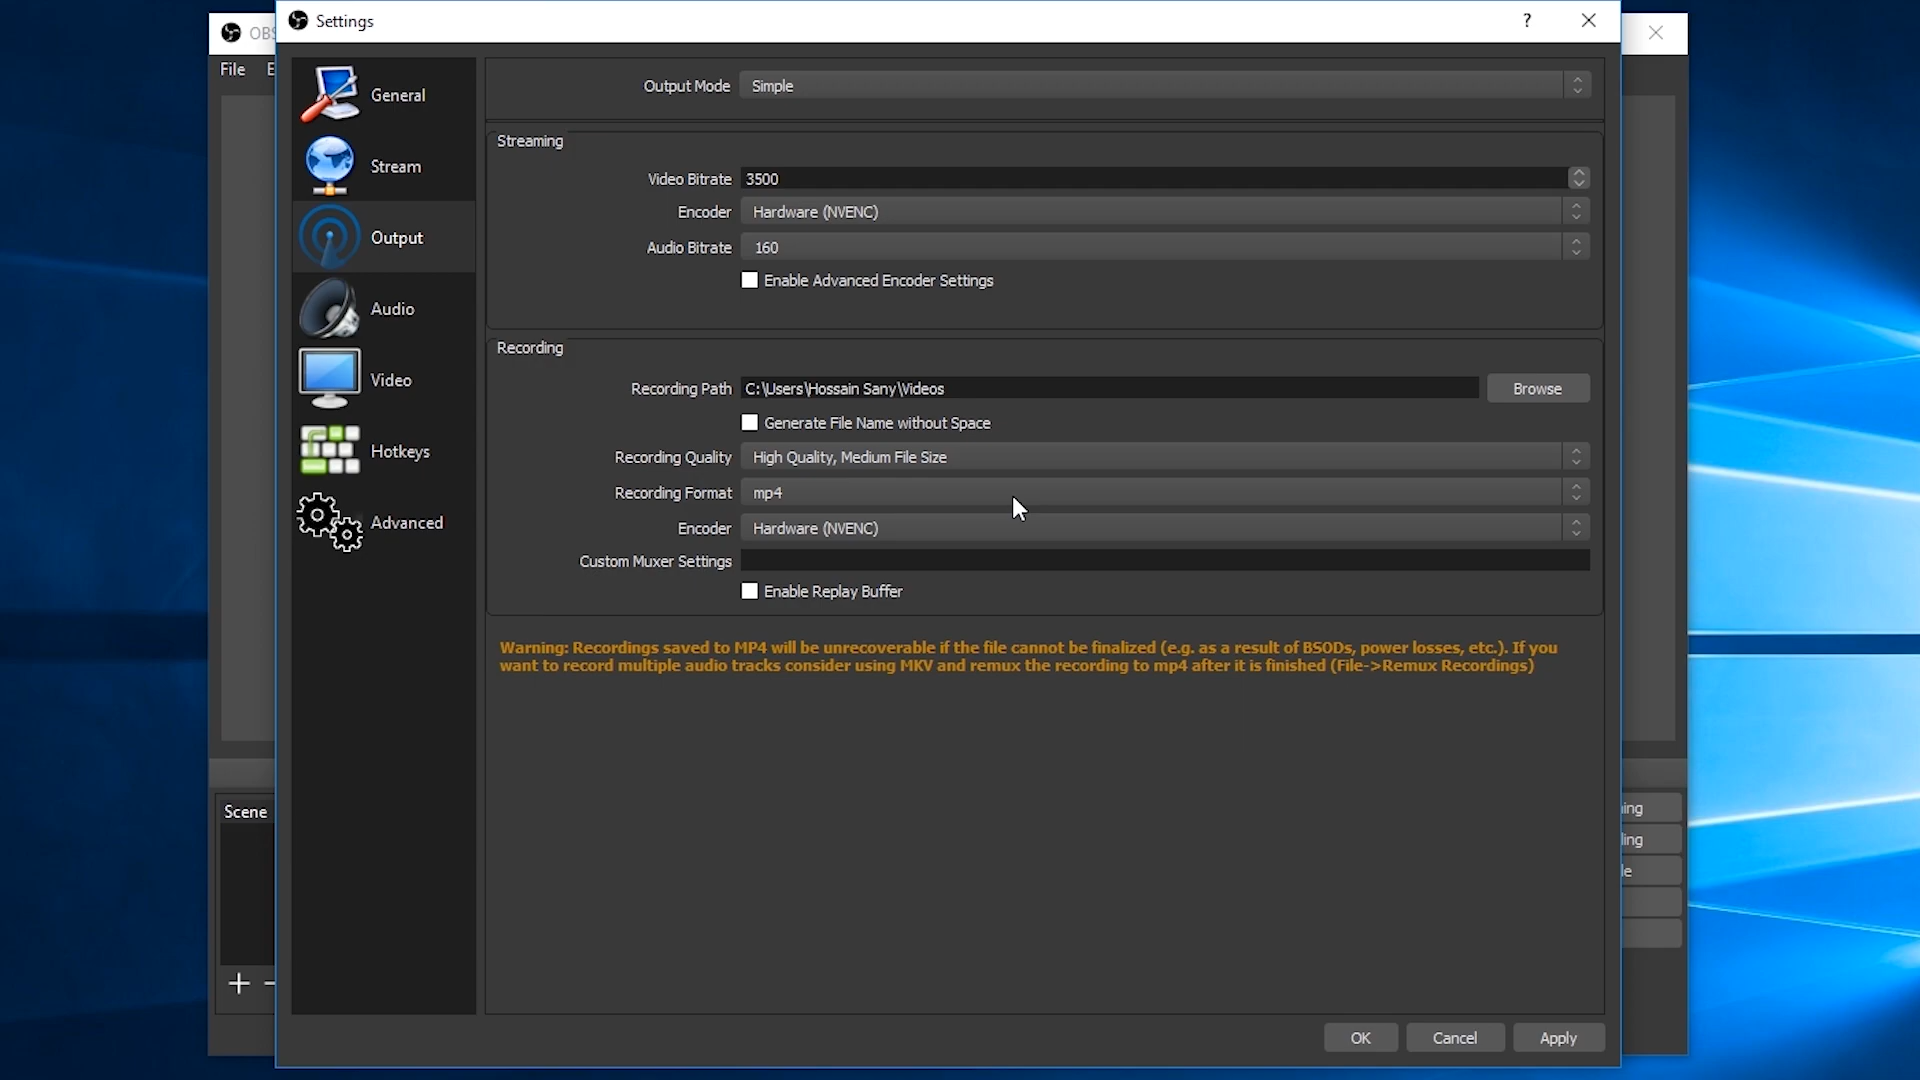 OBS
Settings
?
File E
General
Stream
Output
Audio
Video
Hotkeys
Advanced
Output Mode Simple
Streaming
Video Bitrate 3500
Encoder Hardware (NVENC)
Audio Bitrate 160
Enable Advanced Encoder Settings
Recording
Recording Path C:\Users\Hossain Sany\Videos Browse
Generate File Name without Space
Recording Quality High Quality, Medium File Size
Recording Format mp4
Encoder Hardware (NVENC)
Custom Muxer Settings
Enable Replay Buffer
Warning: Recordings saved to MP4 will be unrecoverable if the file cannot be finalized (e.g. as a result of BSODs, power losses, etc.). If you
want to record multiple audio tracks consider using MKV and remux the recording to mp4 after it is finished (File->Remux Recordings)
Scene
ing
ling
le
OK Cancel Apply